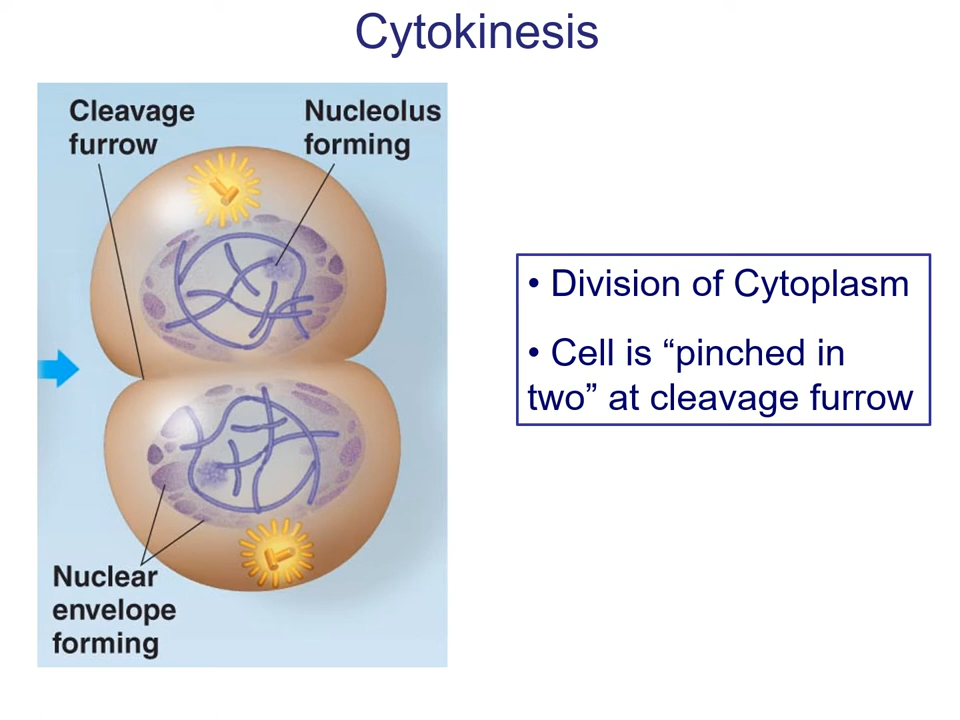 Cytokinesis
Cleavage
furrow
Nucleolus
forming
Nuclear
envelope
forming
• Division of Cytoplasm
• Cell is “pinched in
two” at cleavage furrow